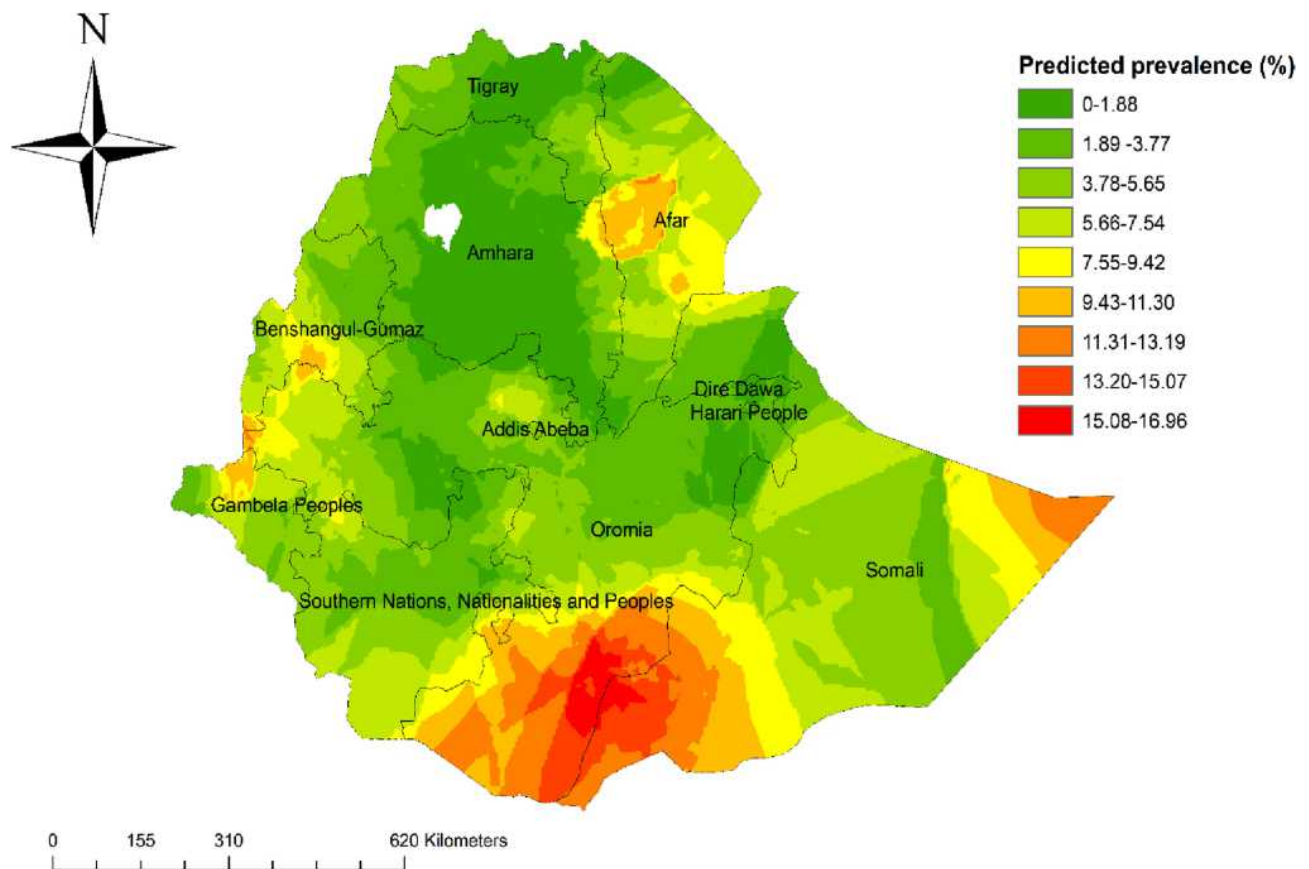 N
Predicted prevalence (%)
0-1.88
1.89 -3.77
3.78-5.65
5.66-7.54
7.55-9.42
9.43-11.30
11.31-13.19
13.20-15.07
15.08-16.96
Tigray
Afar
Amhara
Benshangul-Gumaz
Dire Dawa
Harari People
Addis Abeba
Gambela Peoples
Oromia
Somali
Southern Nations, Nationalities and Peoples
0 155 310 620 Kilometers